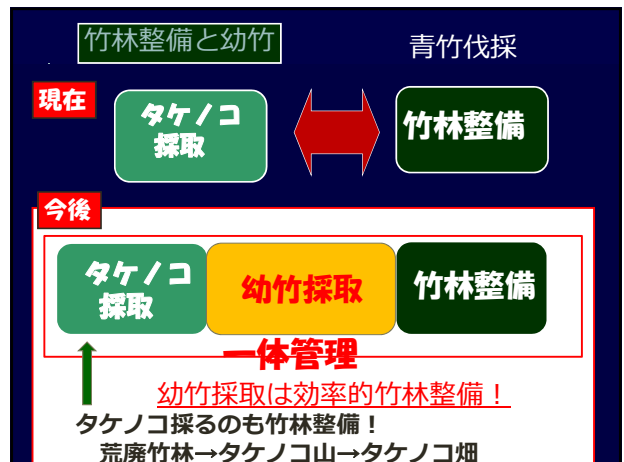 竹林整備と幼竹
青竹伐採
現在
タケノコ
採取
竹林整備
今後
タケノコ
採取
幼竹採取
竹林整備
一体管理
幼竹採取は効率的竹林整備！
タケノコ採るのも竹林整備！
荒廃竹林→タケノコ山→タケノコ畑